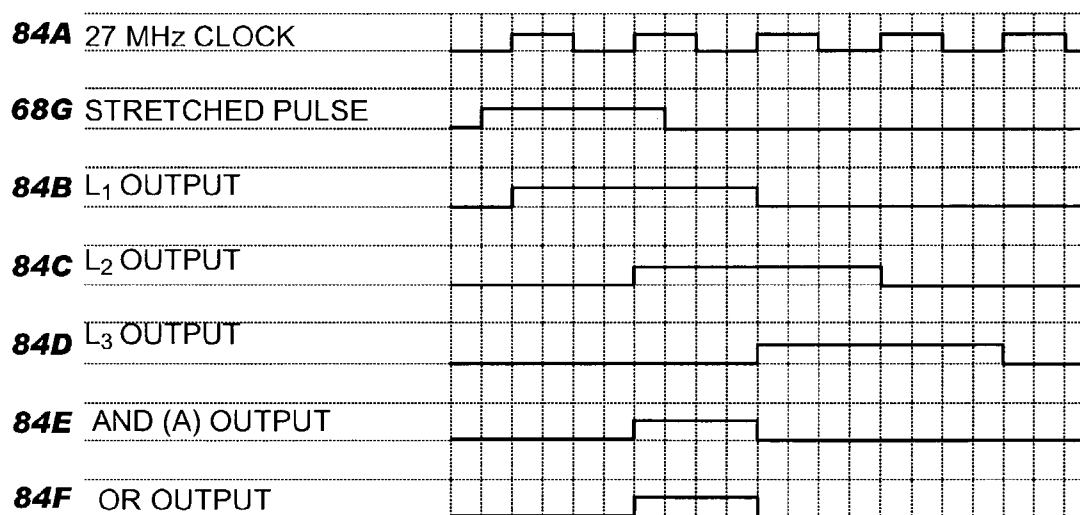 84A 27 MHz CLOCK
68G STRETCHED PULSE
84B L₁ OUTPUT
84C L₂ OUTPUT
84D L₃ OUTPUT
84E AND (A) OUTPUT
84F OR OUTPUT